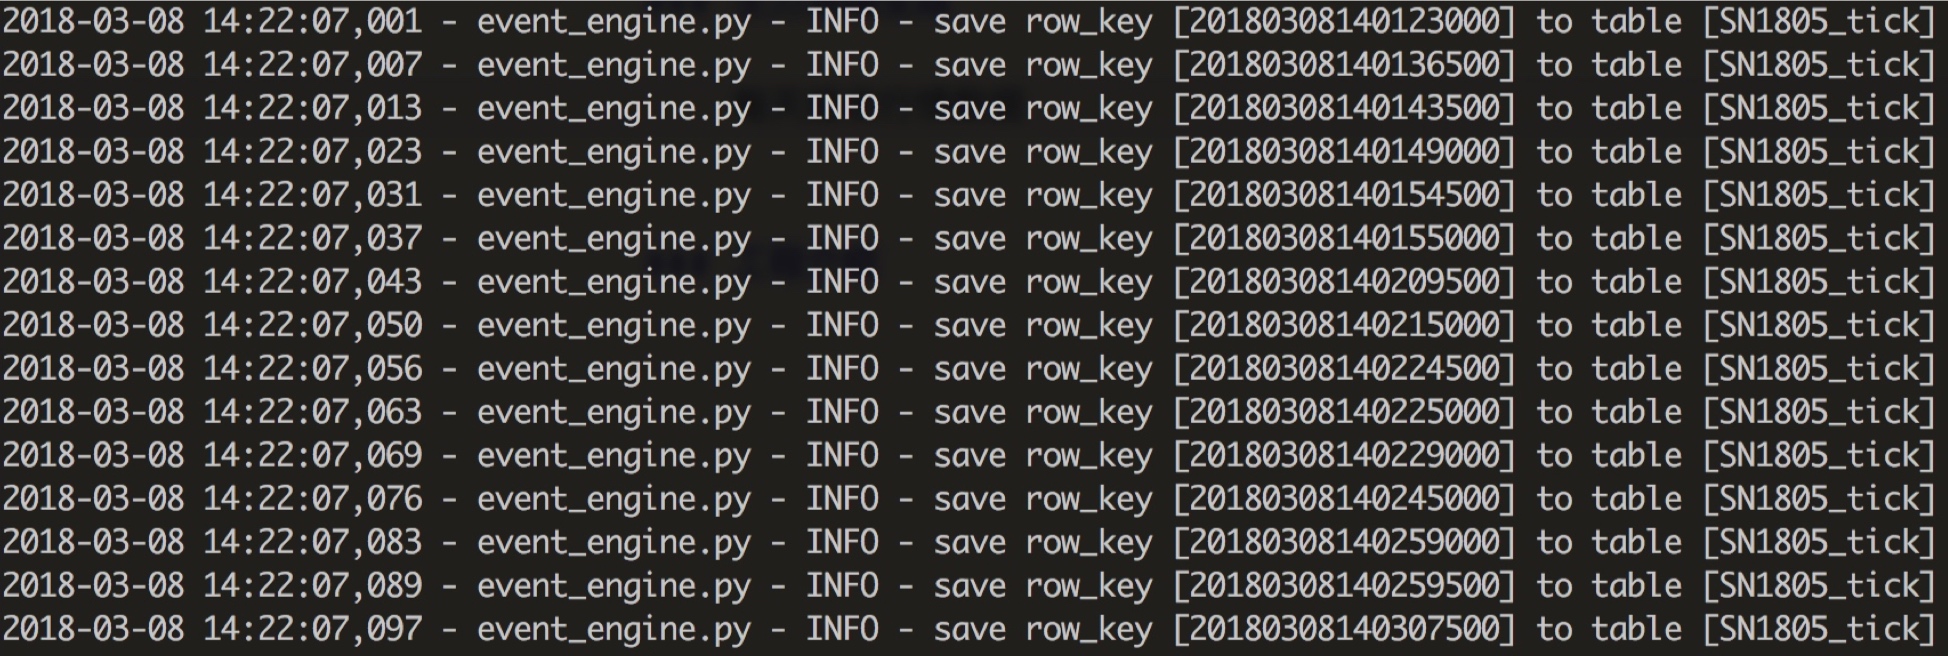 2018-03-08 14:22:07,001 - event_engine.py - INFO - save row_key [20180308140123000] to table [SN1805_tick]
2018-03-08 14:22:07,007 - event_engine.py - INFO - save row_key [20180308140136500] to table [SN1805_tick]
2018-03-08 14:22:07,013 - event_engine.py - INFO - save row_key [20180308140143500] to table [SN1805_tick]
2018-03-08 14:22:07,023 - event_engine.py - INFO - save row_key [20180308140149000] to table [SN1805_tick]
2018-03-08 14:22:07,031 - event_engine.py - INFO - save row_key [20180308140154500] to table [SN1805_tick]
2018-03-08 14:22:07,037 - event_engine.py - INFO - save row_key [20180308140155000] to table [SN1805_tick]
2018-03-08 14:22:07,043 - event_engine.py - INFO - save row_key [20180308140209500] to table [SN1805_tick]
2018-03-08 14:22:07,050 - event_engine.py - INFO - save row_key [20180308140215000] to table [SN1805_tick]
2018-03-08 14:22:07,056 - event_engine.py - INFO - save row_key [20180308140224500] to table [SN1805_tick]
2018-03-08 14:22:07,063 - event_engine.py - INFO - save row_key [20180308140225000] to table [SN1805_tick]
2018-03-08 14:22:07,069 - event_engine.py - INFO - save row_key [20180308140229000] to table [SN1805_tick]
2018-03-08 14:22:07,076 - event_engine.py - INFO - save row_key [20180308140245000] to table [SN1805_tick]
2018-03-08 14:22:07,083 - event_engine.py - INFO - save row_key [20180308140259000] to table [SN1805_tick]
2018-03-08 14:22:07,089 - event_engine.py - INFO - save row_key [20180308140259500] to table [SN1805_tick]
2018-03-08 14:22:07,097 - event_engine.py - INFO - save row_key [20180308140307500] to table [SN1805_tick]